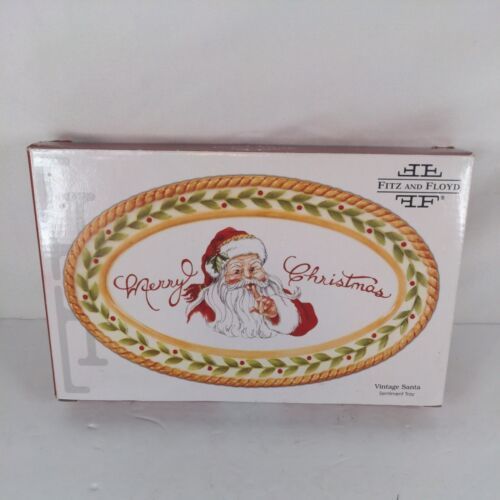 FITZ AND FLOYD®
Merry Christmas
Vintage Santa
Sentiment Tray